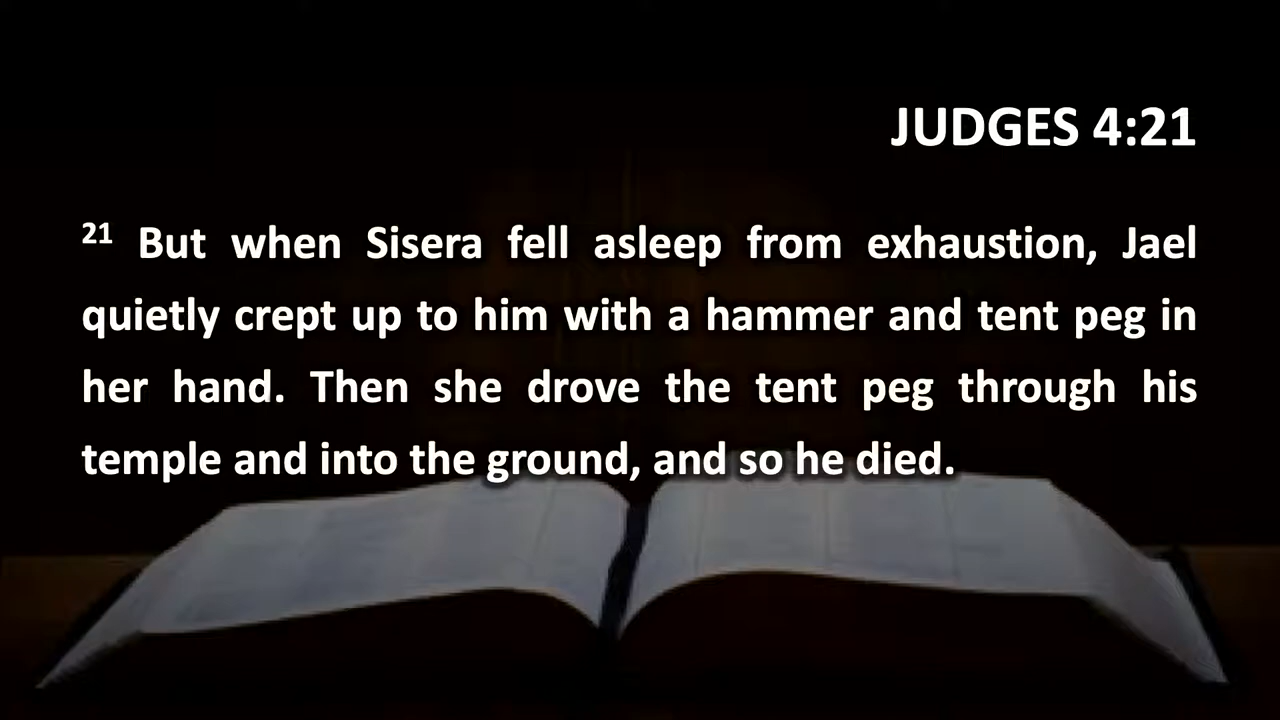 JUDGES 4:21
21 But when Sisera fell asleep from exhaustion, Jael
quietly crept up to him with a hammer and tent peg in
her hand. Then she drove the tent peg through his
temple and into the ground, and so he died.